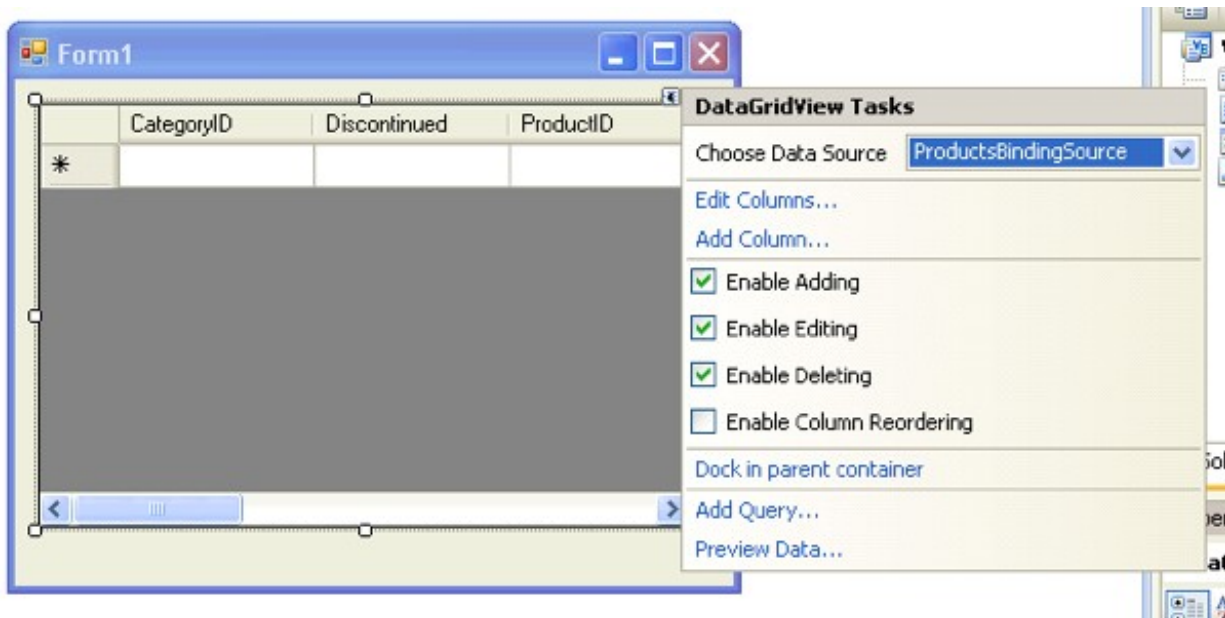 Form1
CategoryID Discontinued ProductID
*
DataGridView Tasks
Choose Data Source ProductsBindingSource
Edit Columns...
Add Column...
Enable Adding
Enable Editing
Enable Deleting
Enable Column Reordering
Dock in parent container
Add Query...
Preview Data...